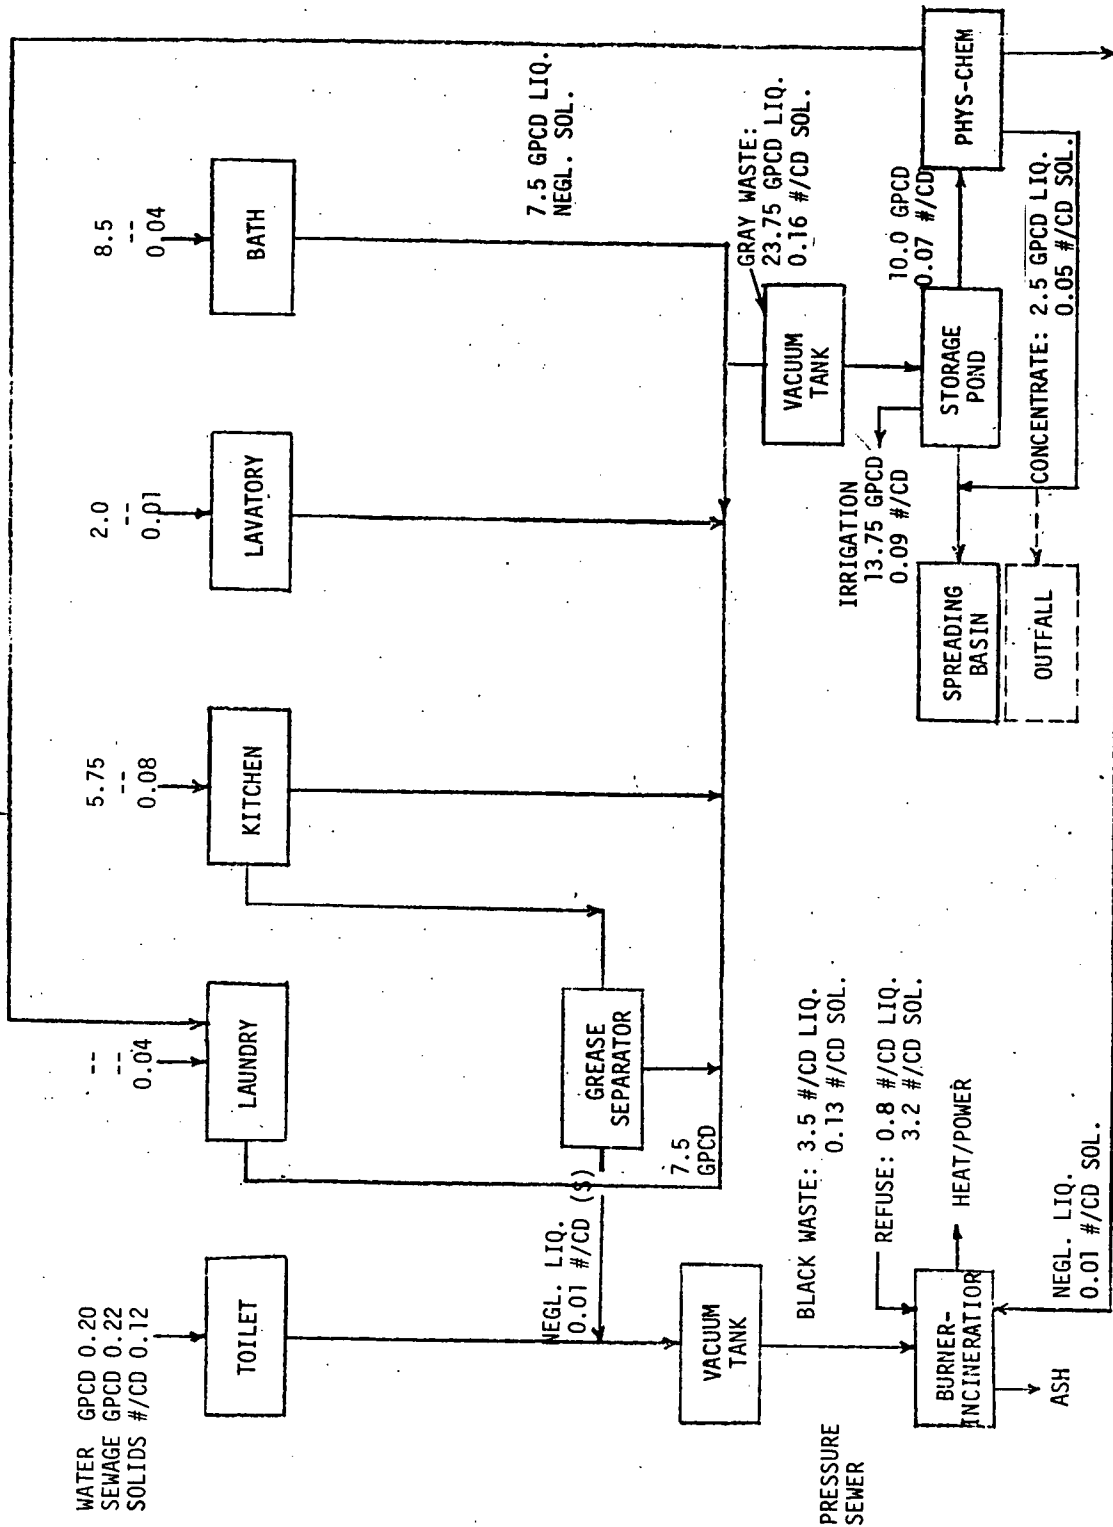 WATER GPCD 0.20
SEWAGE GPCD 0.22
SOLIDS #/CD 0.12
--
--
0.04
5.75
--
0.08
2.0
--
0.01
8.5
--
0.04
TOILET
LAUNDRY
KITCHEN
LAVATORY
BATH
7.5 GPCD LIQ.
NEGL. SOL.
NEGL. LIQ.
0.01 #/CD ($)
GREASE
SEPARATOR
7.5
GPCD
GRAY WASTE:
23.75 GPCD LIQ.
0.16 #/CD SOL.
VACUUM
TANK
VACUUM
TANK
PRESSURE
SEWER
BLACK WASTE: 3.5 #/CD LIQ.
0.13 #/CD SOL.
REFUSE: 0.8 #/CD LIQ.
3.2 #/CD SOL.
IRRIGATION
13.75 GPCD
0.09 #/CD
10.0 GPCD
0.07 #/CD
BURNER-
INCINERATIOR
HEAT/POWER
SPREADING
BASIN
STORAGE
POND
PHYS-CHEM
ASH
NEGL. LIQ.
0.01 #/CD SOL.
OUTFALL
CONCENTRATE: 2.5 GPCD LIQ.
0.05 #/CD SOL.